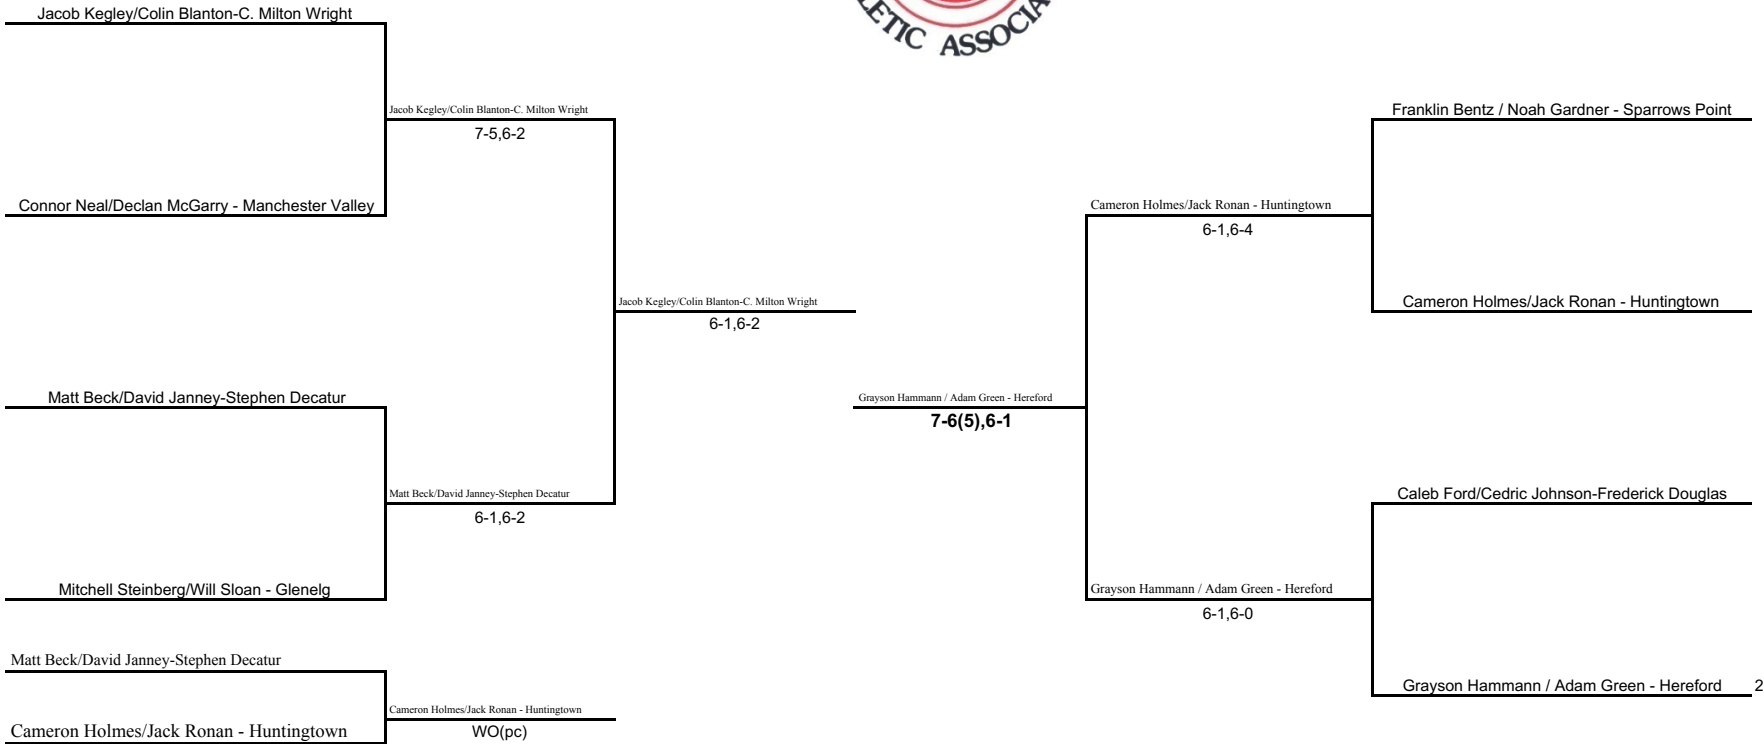 Jacob Kegley/Colin Blanton-C. Milton Wright
ASSOCIA
Jacob Kegley/Colin Blanton-C. Milton Wright
7-5,6-2
Connor Neal/Declan McGarry - Manchester Valley
Jacob Kegley/Colin Blanton-C. Milton Wright
6-1,6-2
Matt Beck/David Janney-Stephen Decatur
Matt Beck/David Janney-Stephen Decatur
6-1,6-2
Mitchell Steinberg/Will Sloan - Glenelg
Matt Beck/David Janney-Stephen Decatur
Cameron Holmes/Jack Ronan - Huntingtown
WO(pc)
Cameron Holmes/Jack Ronan - Huntingtown
Franklin Bentz / Noah Gardner - Sparrows Point
Cameron Holmes/Jack Ronan - Huntingtown
6-1,6-4
Cameron Holmes/Jack Ronan - Huntingtown
Grayson Hammann / Adam Green - Hereford
7-6(5),6-1
Caleb Ford/Cedric Johnson-Frederick Douglas
Grayson Hammann / Adam Green - Hereford
6-1,6-0
Grayson Hammann / Adam Green - Hereford 2